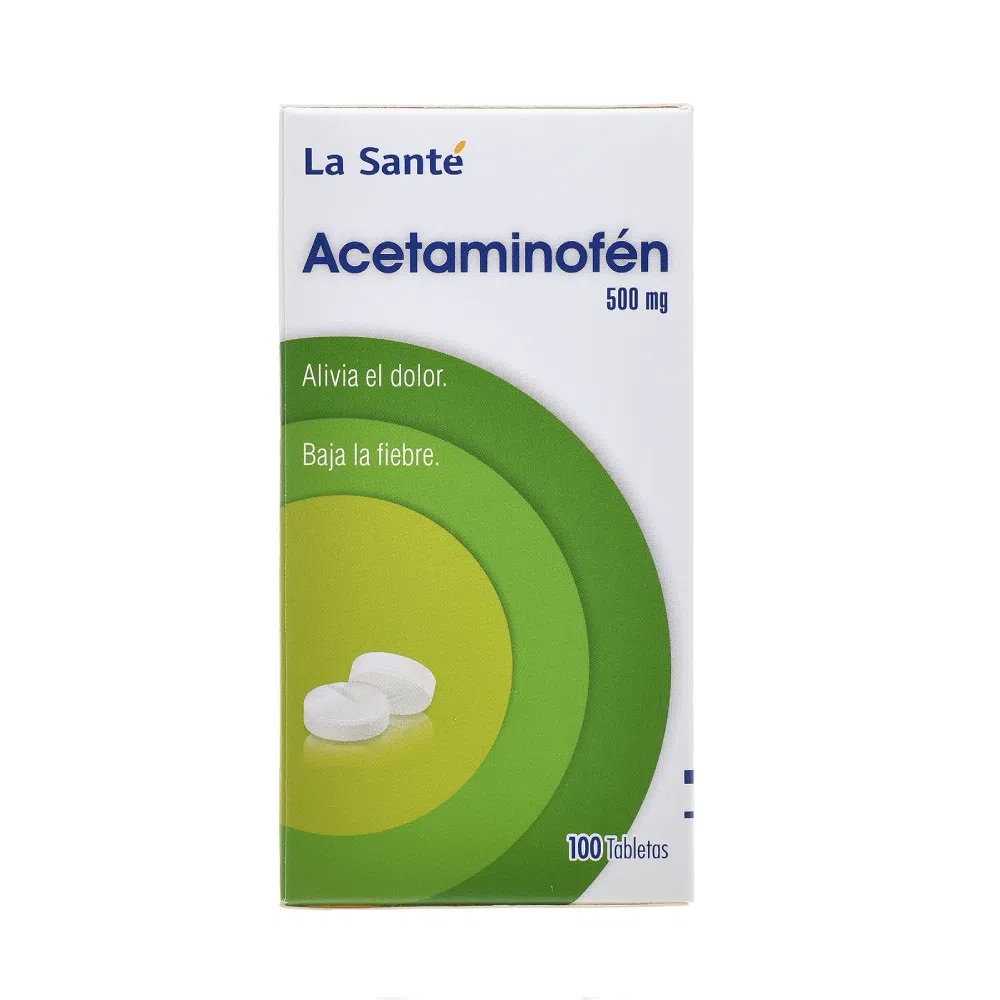 La Santé
Acetaminofén
500 mg
Alivia el dolor.
Baja la fiebre.
100 Tabletas